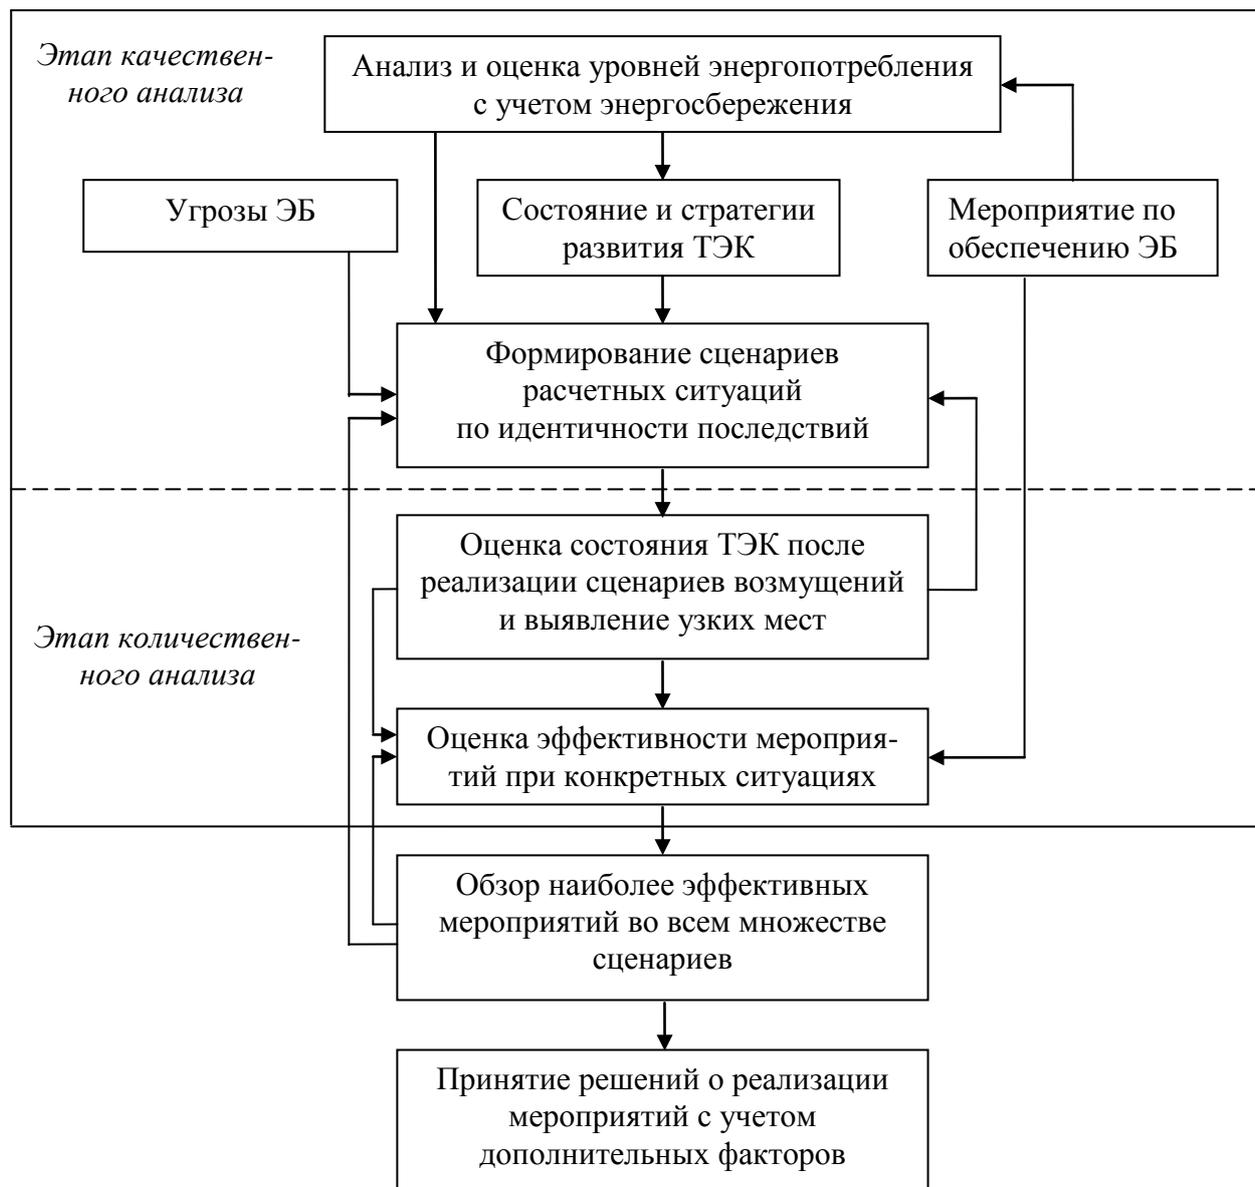 Этап качествен-
ного анализа
Анализ и оценка уровней энергопотребления
с учетом энергосбережения
Угрозы ЭБ
Состояние и стратегии
развития ТЭК
Мероприятие по
обеспечению ЭБ
Формирование сценариев
расчетных ситуаций
по идентичности последствий
Оценка состояния ТЭК после
реализации сценариев возмущений
и выявление узких мест
Этап количествен-
ного анализа
Оценка эффективности мероприя-
тий при конкретных ситуациях
Обзор наиболее эффективных
мероприятий во всем множестве
сценариев
Принятие решений о реализации
мероприятий с учетом
дополнительных факторов